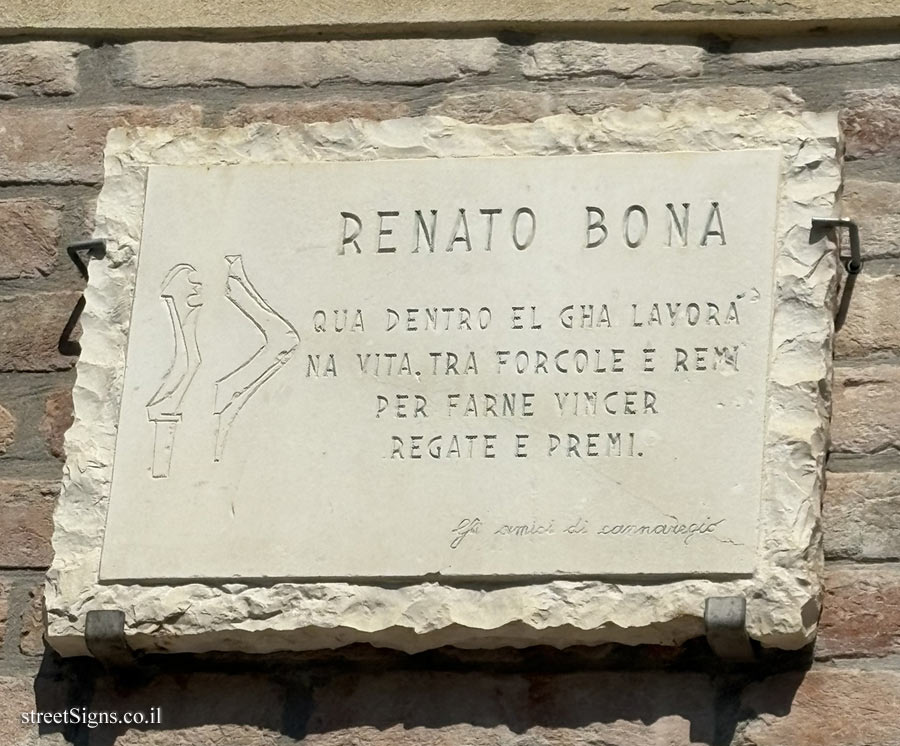 RENATO BONA
QUA DENTRO EL GHA LAVORÀ
NA VITA. TRA FORCOLE E REMI
PER FARNE VINCER
REGATE E PREMI.
Gli amici di cannaregio
streetSigns.co.il